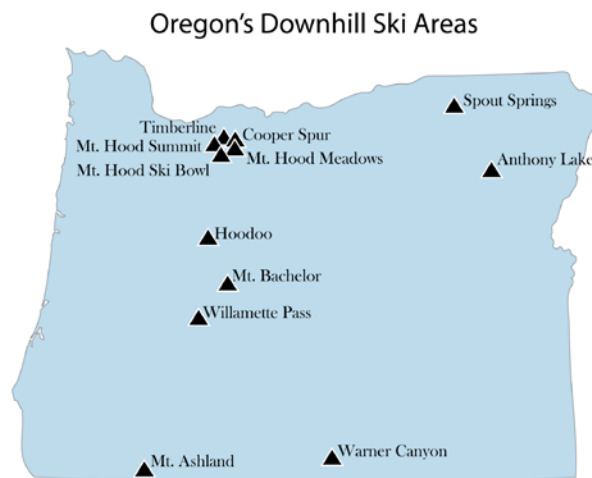 Oregon's Downhill Ski Areas
Spout Springs
Timberline
Cooper Spur
Mt. Hood Summit
Mt. Hood Meadows
Mt. Hood Ski Bowl
Anthony Lake
Hoodoo
Mt. Bachelor
Willamette Pass
Mt. Ashland
Warner Canyon